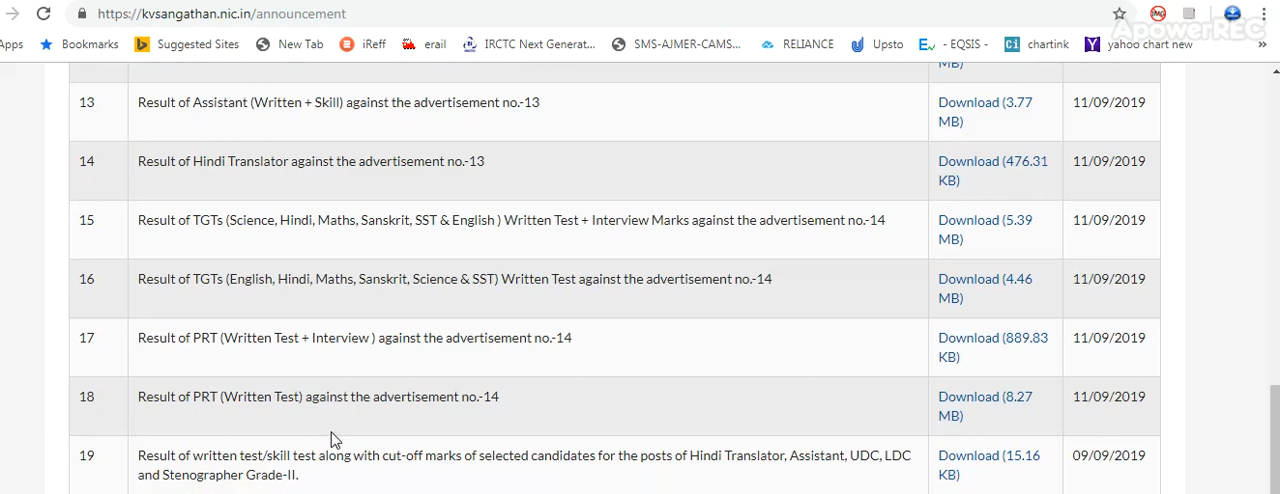 https://kvsangathan.nic.in/announcement
Apps Bookmarks Suggested Sites New Tab iReff erail IRCTC Next Generat... SMS-AJMER-CAMS... RELIANCE Upsto - EQSIS - chartink yahoo chart new »
ApowerREC
MB)
13 Result of Assistant (Written + Skill) against the advertisement no.-13 Download (3.77 11/09/2019
MB)
14 Result of Hindi Translator against the advertisement no.-13 Download (476.31 11/09/2019
KB)
15 Result of TGTs (Science, Hindi, Maths, Sanskrit, SST & English ) Written Test + Interview Marks against the advertisement no.-14 Download (5.39 11/09/2019
MB)
16 Result of TGTs (English, Hindi, Maths, Sanskrit, Science & SST) Written Test against the advertisement no.-14 Download (4.46 11/09/2019
MB)
17 Result of PRT (Written Test + Interview ) against the advertisement no.-14 Download (889.83 11/09/2019
KB)
18 Result of PRT (Written Test) against the advertisement no.-14 Download (8.27 11/09/2019
MB)
19 Result of written test/skill test along with cut-off marks of selected candidates for the posts of Hindi Translator, Assistant, UDC, LDC Download (15.16 09/09/2019
and Stenographer Grade-II. KB)